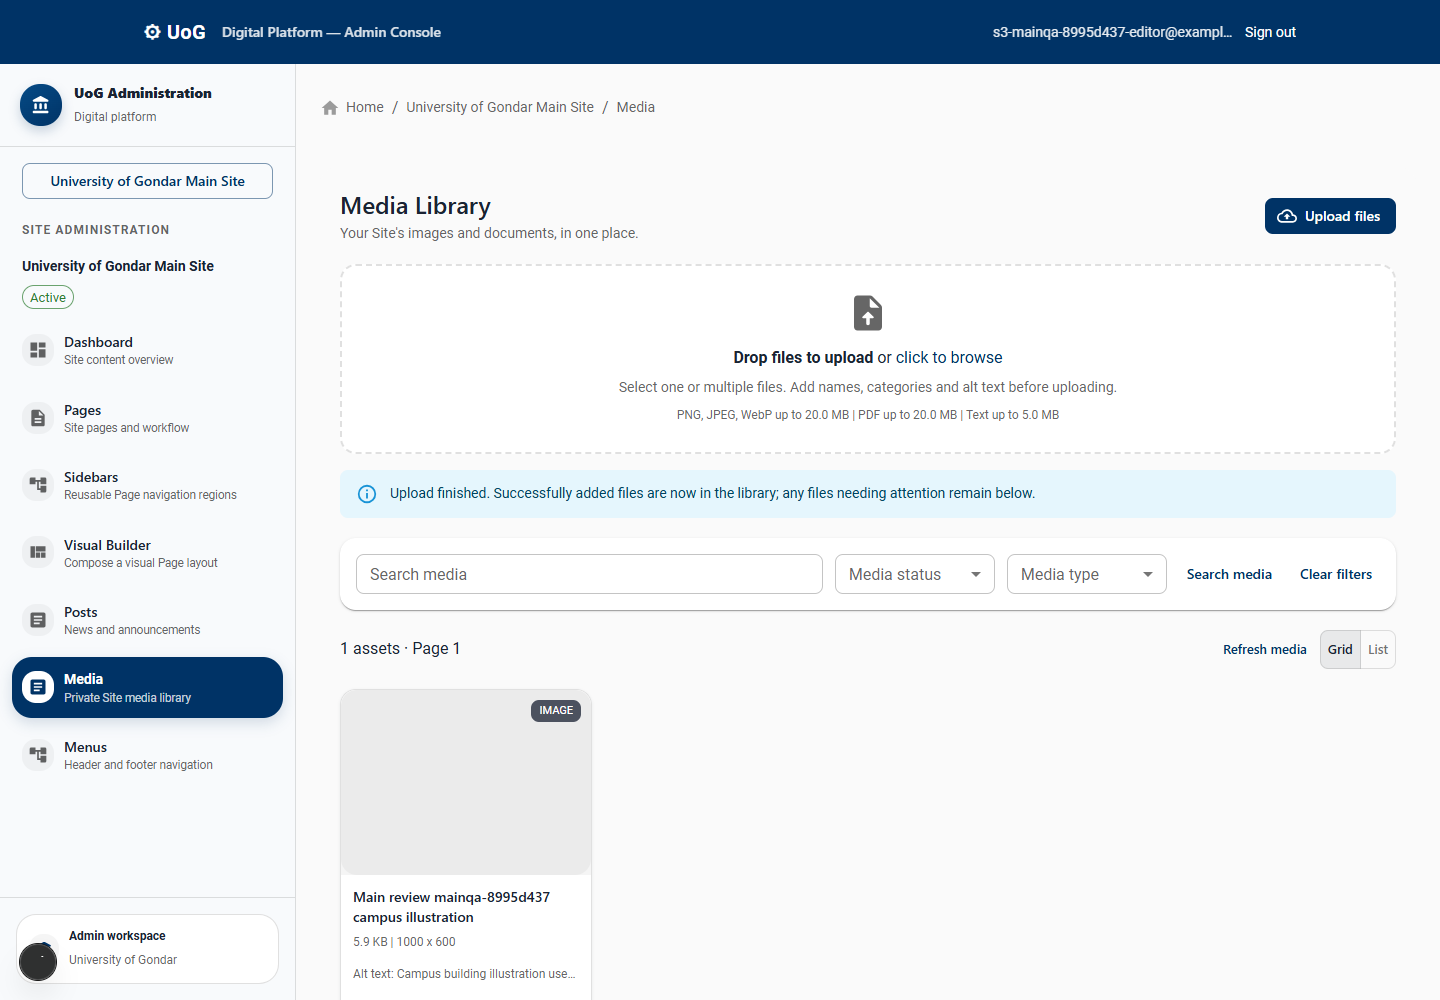 UoG
Digital Platform — Admin Console
s3-mainqa-8995d437-editor@exampl...
Sign out
UoG Administration
Digital platform
University of Gondar Main Site
SITE ADMINISTRATION
University of Gondar Main Site
Active
Dashboard
Site content overview
Pages
Site pages and workflow
Sidebars
Reusable Page navigation regions
Visual Builder
Compose a visual Page layout
Posts
News and announcements
Media
Private Site media library
Menus
Header and footer navigation
Admin workspace
University of Gondar
Home / University of Gondar Main Site / Media
Media Library
Your Site's images and documents, in one place.
Upload files
Drop files to upload or click to browse
Select one or multiple files. Add names, categories and alt text before uploading.
PNG, JPEG, WebP up to 20.0 MB | PDF up to 20.0 MB | Text up to 5.0 MB
Upload finished. Successfully added files are now in the library; any files needing attention remain below.
Search media
Media status
Media type
Search media
Clear filters
1 assets · Page 1
Refresh media
Grid
List
IMAGE
Main review mainqa-8995d437
campus illustration
5.9 KB | 1000 x 600
Alt text: Campus building illustration use...